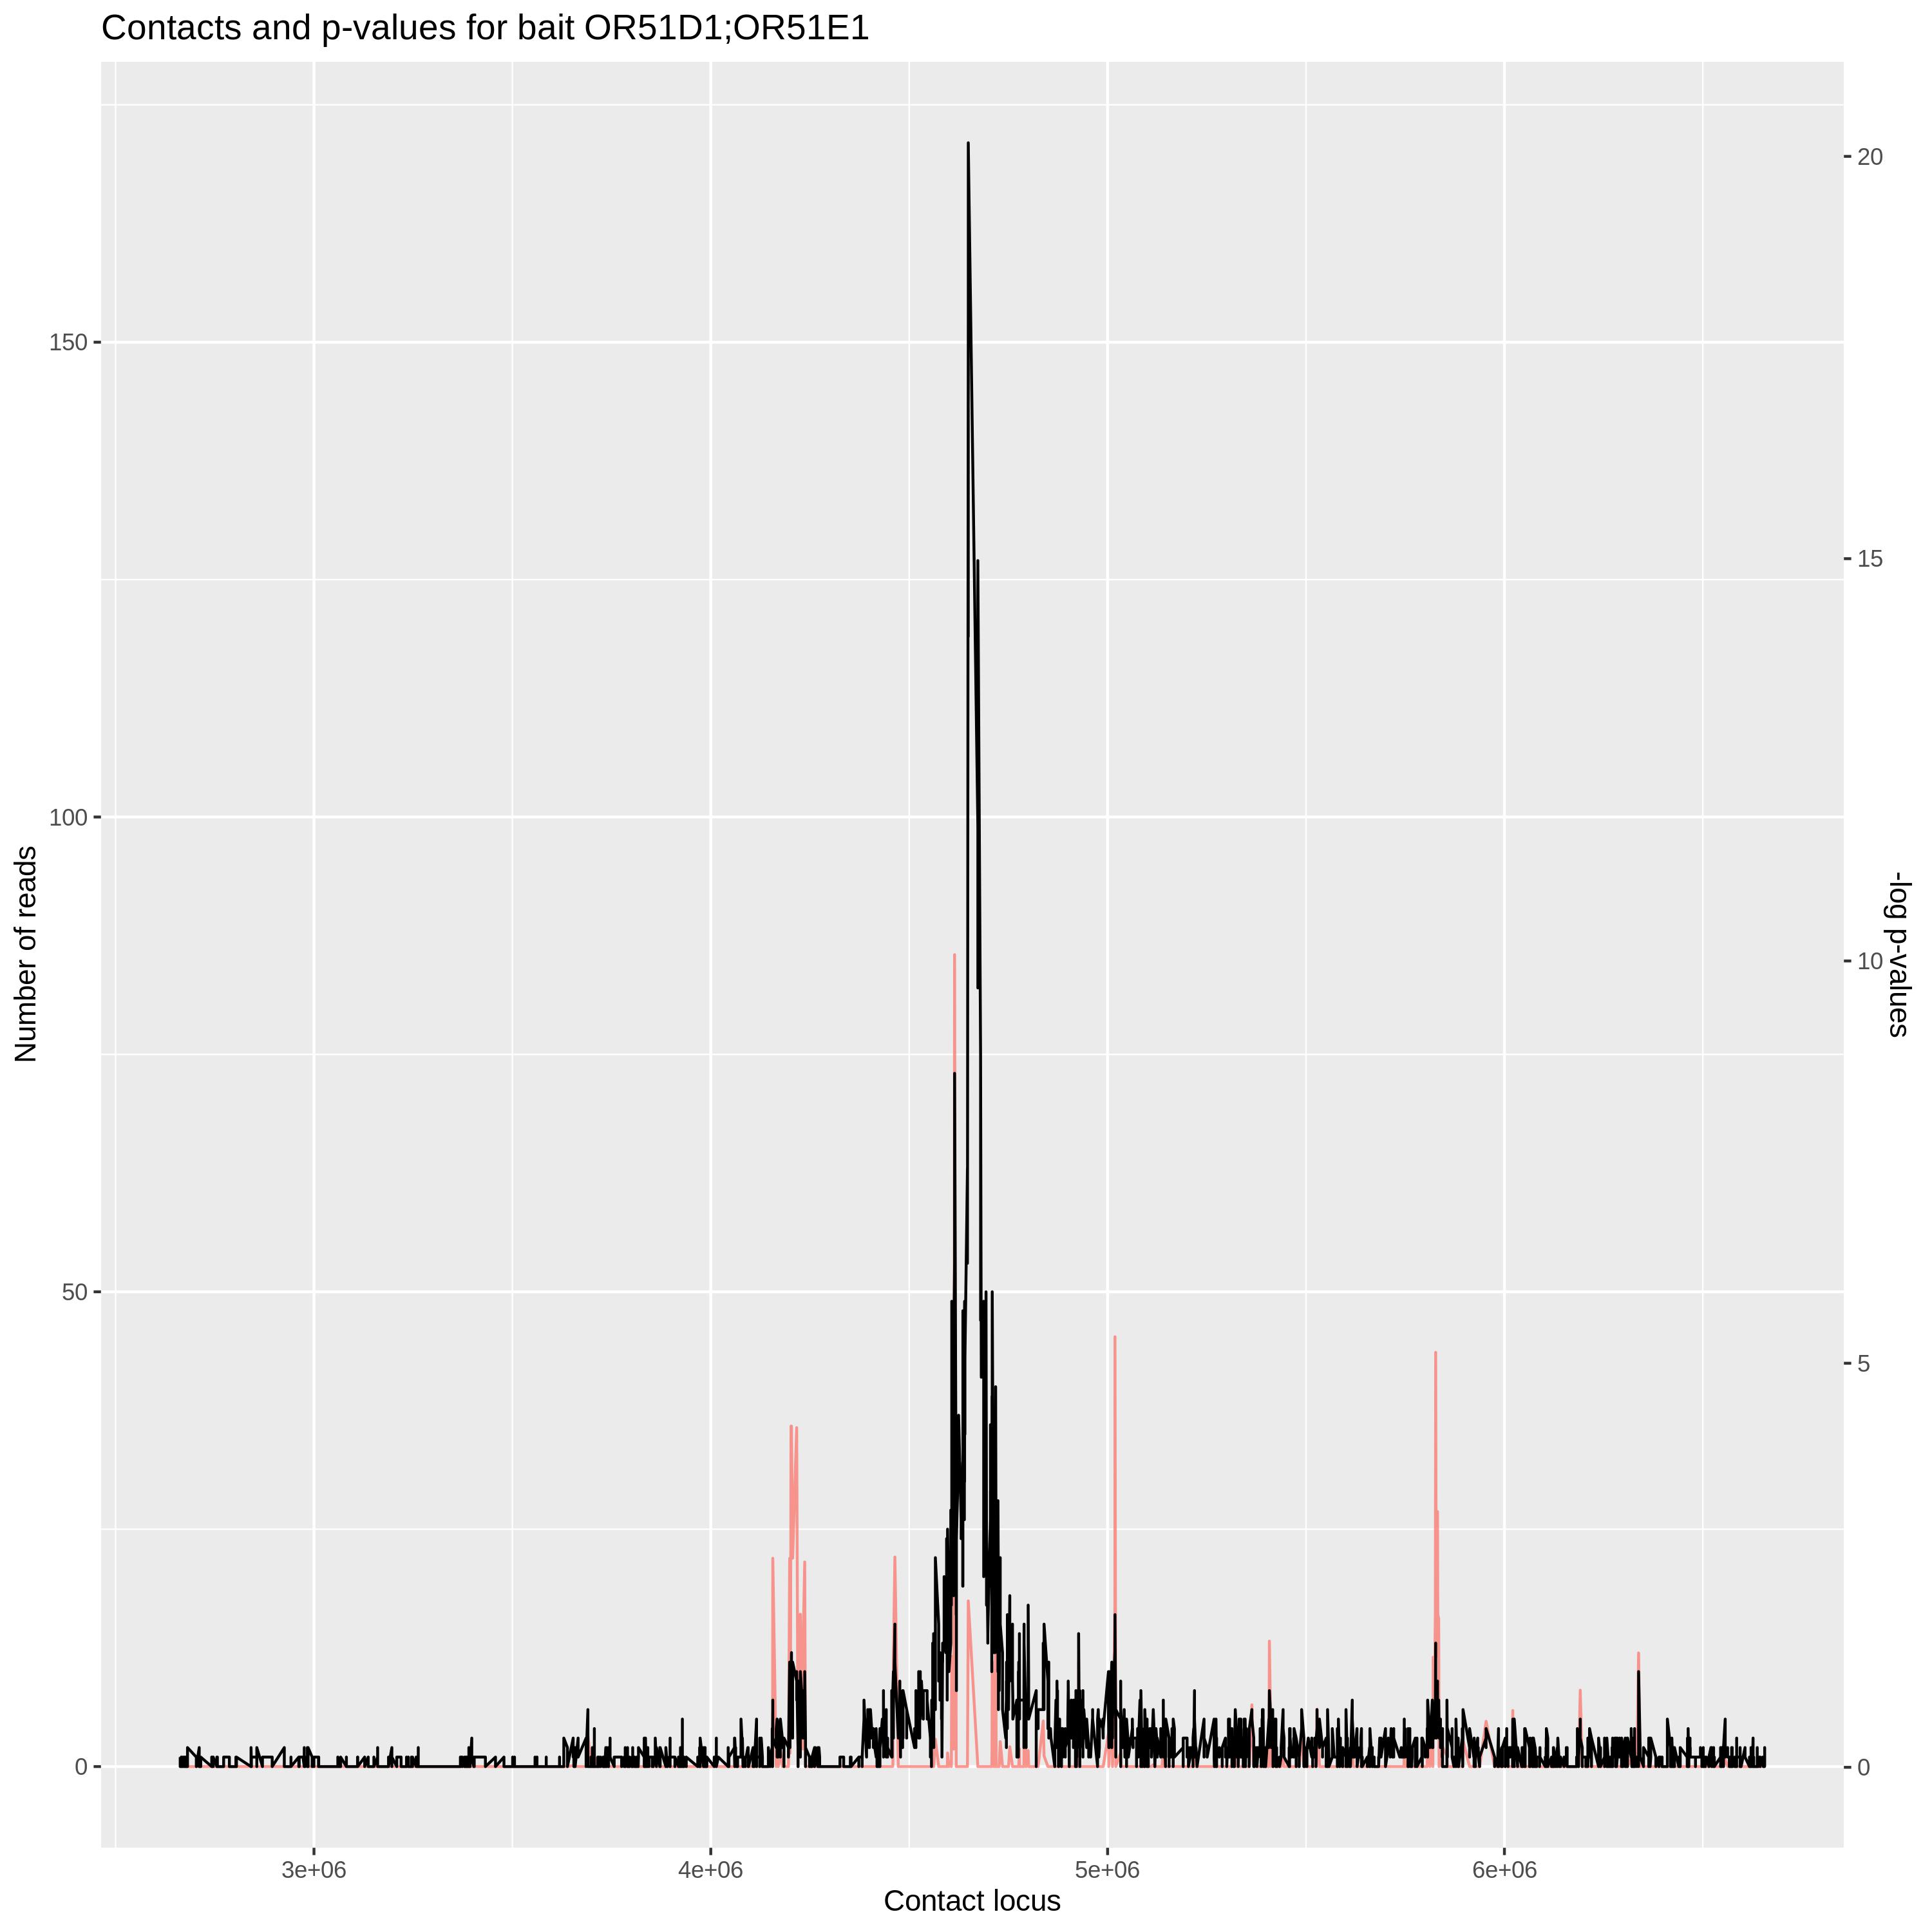 Contacts and p-values for bait OR51D1;OR51E1
150
100
50
0
Number of reads
20
15
10
5
0
-log p-values
3e+06
4e+06
5e+06
6e+06
Contact locus